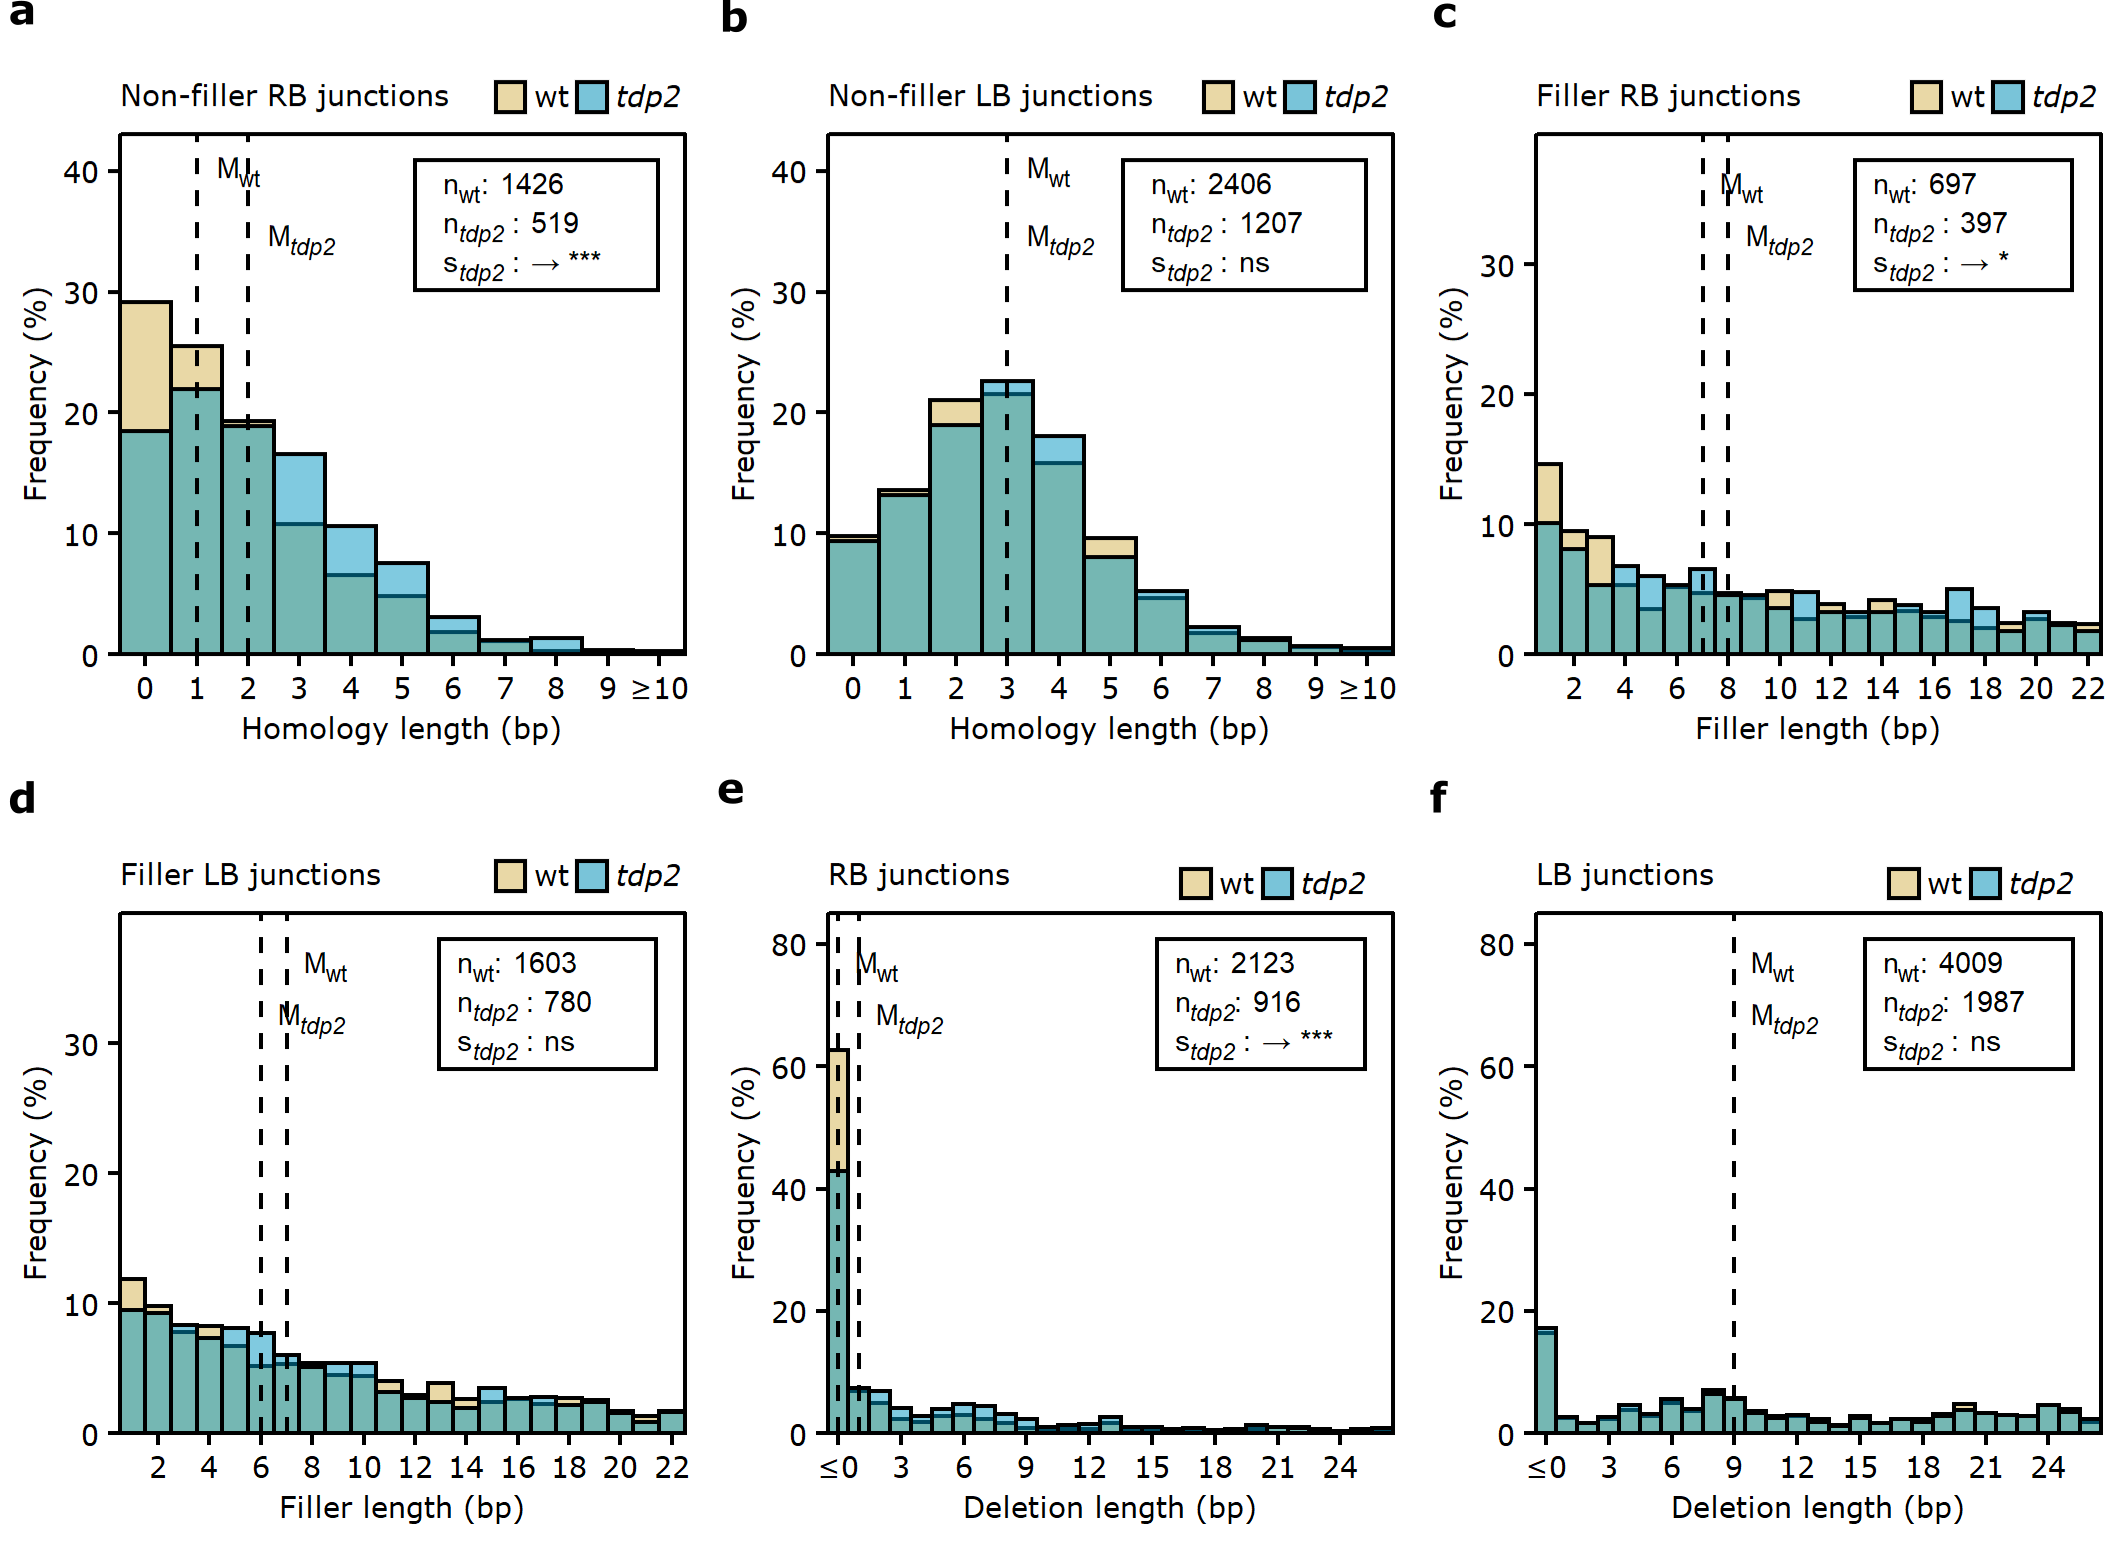 a
Non-filler RB junctions wt tdp2
Mwt
Mtdp2
nwt: 1426
ntdp2 : 519
stdp2 : → ***
40
30
20
10
0
Frequency (%)
0 1 2 3 4 5 6 7 8 9 ≥10
Homology length (bp)
b
Non-filler LB junctions wt tdp2
Mwt
Mtdp2
nwt: 2406
ntdp2 : 1207
stdp2 : ns
40
30
20
10
0
Frequency (%)
0 1 2 3 4 5 6 7 8 9 ≥10
Homology length (bp)
c
Filler RB junctions wt tdp2
Mwt
Mtdp2
nwt: 697
ntdp2 : 397
stdp2 : → *
30
20
10
0
Frequency (%)
2 4 6 8 10 12 14 16 18 20 22
Filler length (bp)
d
Filler LB junctions wt tdp2
Mwt
Mtdp2
nwt: 1603
ntdp2 : 780
stdp2 : ns
30
20
10
0
Frequency (%)
2 4 6 8 10 12 14 16 18 20 22
Filler length (bp)
e
RB junctions wt tdp2
Mwt
Mtdp2
nwt: 2123
ntdp2: 916
stdp2 : → ***
80
60
40
20
0
Frequency (%)
≤0 3 6 9 12 15 18 21 24
Deletion length (bp)
f
LB junctions wt tdp2
Mwt
Mtdp2
nwt: 4009
ntdp2: 1987
stdp2 : ns
80
60
40
20
0
Frequency (%)
≤0 3 6 9 12 15 18 21 24
Deletion length (bp)